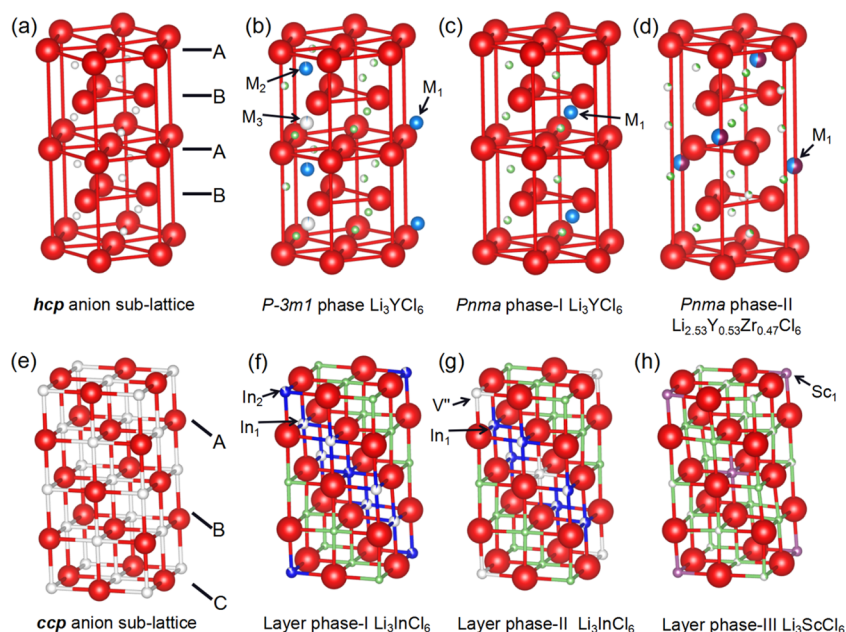 (a)
A
B
A
B
hcp anion sub-lattice
(b)
M₂
M₁
M₃
P-3m1 phase Li₃YCl₆
(c)
M₁
Pnma phase-I Li₃YCl₆
(d)
M₁
Pnma phase-II
Li₂.₅₃Y₀.₅₃Zr₀.₄₇Cl₆
(e)
A
B
C
ccp anion sub-lattice
(f)
In₂
In₁
Layer phase-I Li₃InCl₆
(g)
V"
In₁
Layer phase-II Li₃InCl₆
(h)
Sc₁
Layer phase-III Li₃ScCl₆